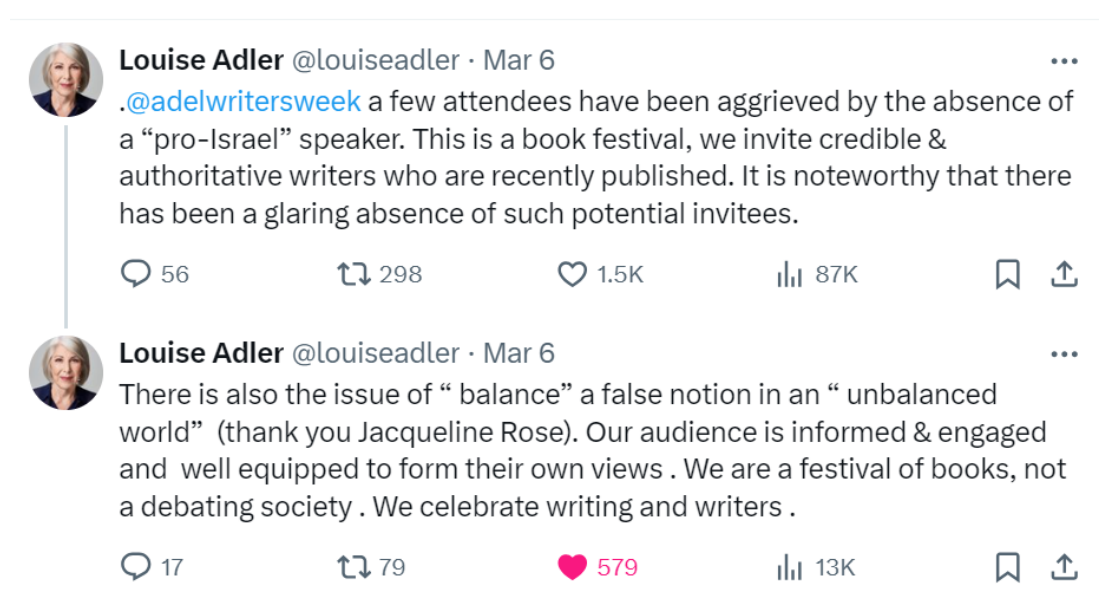 Louise Adler @louiseadler · Mar 6
.@adelwritersweek a few attendees have been aggrieved by the absence of
a “pro-Israel” speaker. This is a book festival, we invite credible &
authoritative writers who are recently published. It is noteworthy that there
has been a glaring absence of such potential invitees.
56 298 1.5K 87K
Louise Adler @louiseadler · Mar 6
There is also the issue of “ balance” a false notion in an “ unbalanced
world”  (thank you Jacqueline Rose). Our audience is informed & engaged
and  well equipped to form their own views . We are a festival of books, not
a debating society . We celebrate writing and writers .
17 79 579 13K